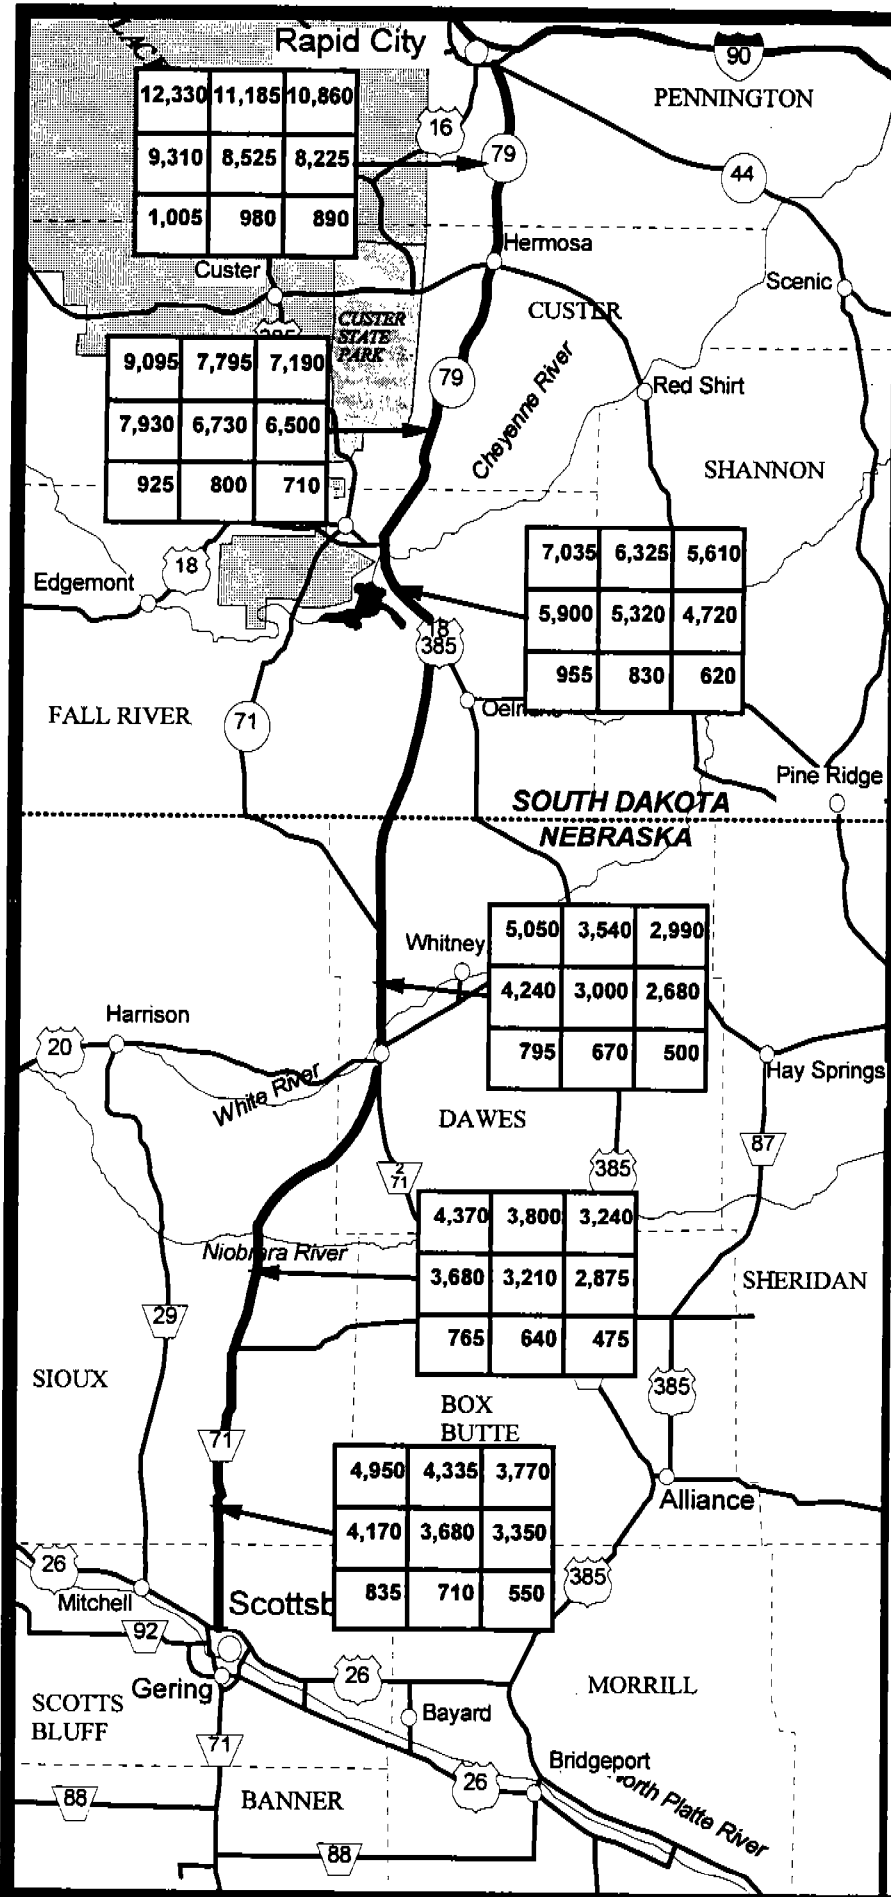 Rapid City
90
PENNINGTON
12,330 11,185 10,860
9,310 8,525 8,225
1,005 980 890
16
79
44
Hermosa
Custer
Scenic
CUSTER
CUSTER
STATE
PARK
9,095 7,795 7,190
7,930 6,730 6,500
925 800 710
79
Cheyenne River
Red Shirt
SHANNON
18
Edgemont
7,035 6,325 5,610
5,900 5,320 4,720
955 830 620
18
385
FALL RIVER
71
Pine Ridge
SOUTH DAKOTA
NEBRASKA
Whitney
5,050 3,540 2,990
4,240 3,000 2,680
795 670 500
Harrison
20
White River
Hay Springs
DAWES
87
2
71
385
4,370 3,800 3,240
3,680 3,210 2,875
765 640 475
Niobrara River
SHERIDAN
29
SIOUX
385
BOX
BUTTE
71
4,950 4,335 3,770
4,170 3,680 3,350
835 710 550
Alliance
26
Mitchell
385
Scottsb
92
Gering
26
MORRILL
SCOTTS
BLUFF
Bayard
71
Bridgeport
26
orth Platte River
88
BANNER
88